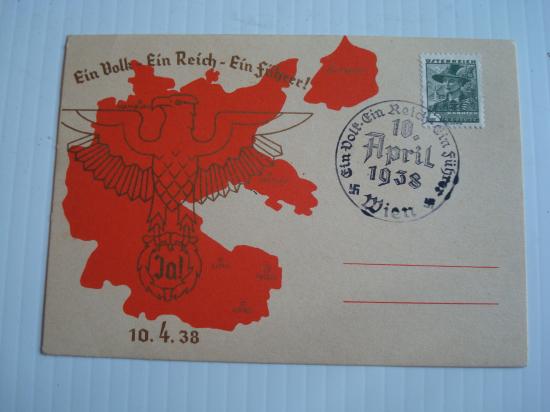 Ein Volk - Ein Reich - Ein Führer!
ÖSTERREICH
Ein Volk. Ein Reich. Ein Führer
10.
April
1938
Wien
Ja!
10.4.38